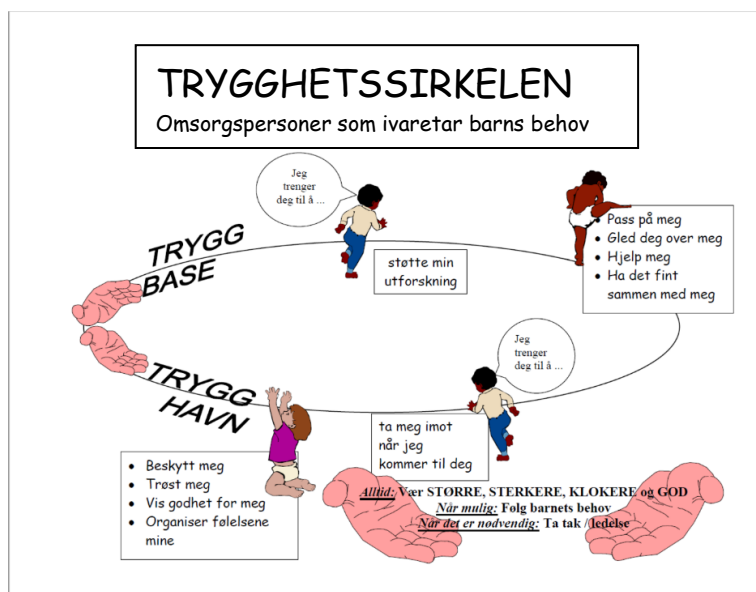 TRYGGHETSSIRKELEN
Omsorgspersoner som ivaretar barns behov
Jeg
trenger
deg til å ...
TRYGG
BASE
støtte min
utforskning
• Pass på meg
• Gled deg over meg
• Hjelp meg
• Ha det fint
sammen med meg
Jeg
trenger
deg til å ...
TRYGG
HAVN
ta meg imot
når jeg
kommer til deg
• Beskytt meg
• Trøst meg
• Vis godhet for meg
• Organiser følelsene
mine
Alltid: Vær STØRRE, STERKERE, KLOKERE og GOD
Når mulig: Følg barnets behov
Når det er nødvendig: Ta tak / ledelse